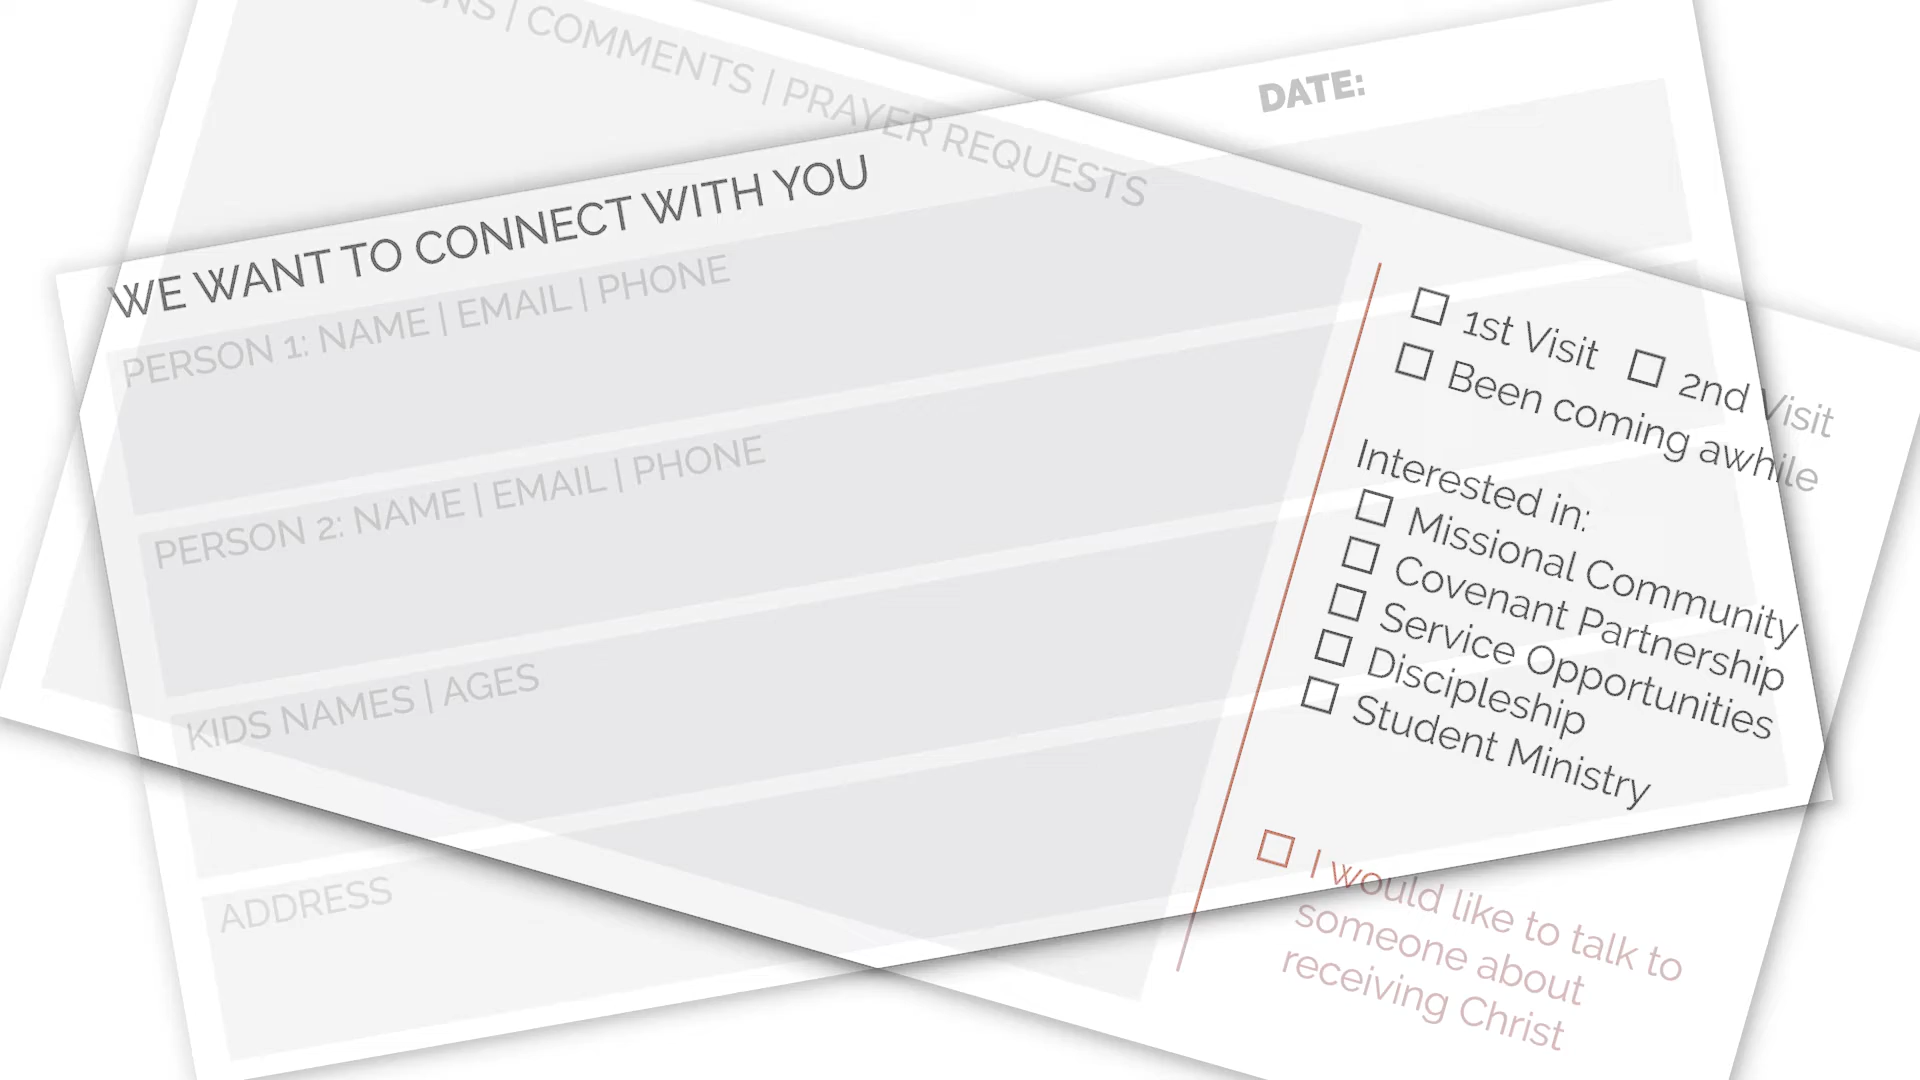 COMMENTS | PRAYER REQUESTS
DATE:
WE WANT TO CONNECT WITH YOU
PERSON 1: NAME | EMAIL | PHONE
PERSON 2: NAME | EMAIL | PHONE
KIDS NAMES | AGES
ADDRESS
1st Visit 2nd Visit
Been coming awhile
Interested in:
Missional Community
Covenant Partnership
Service Opportunities
Discipleship
Student Ministry
I would like to talk to
someone about
receiving Christ